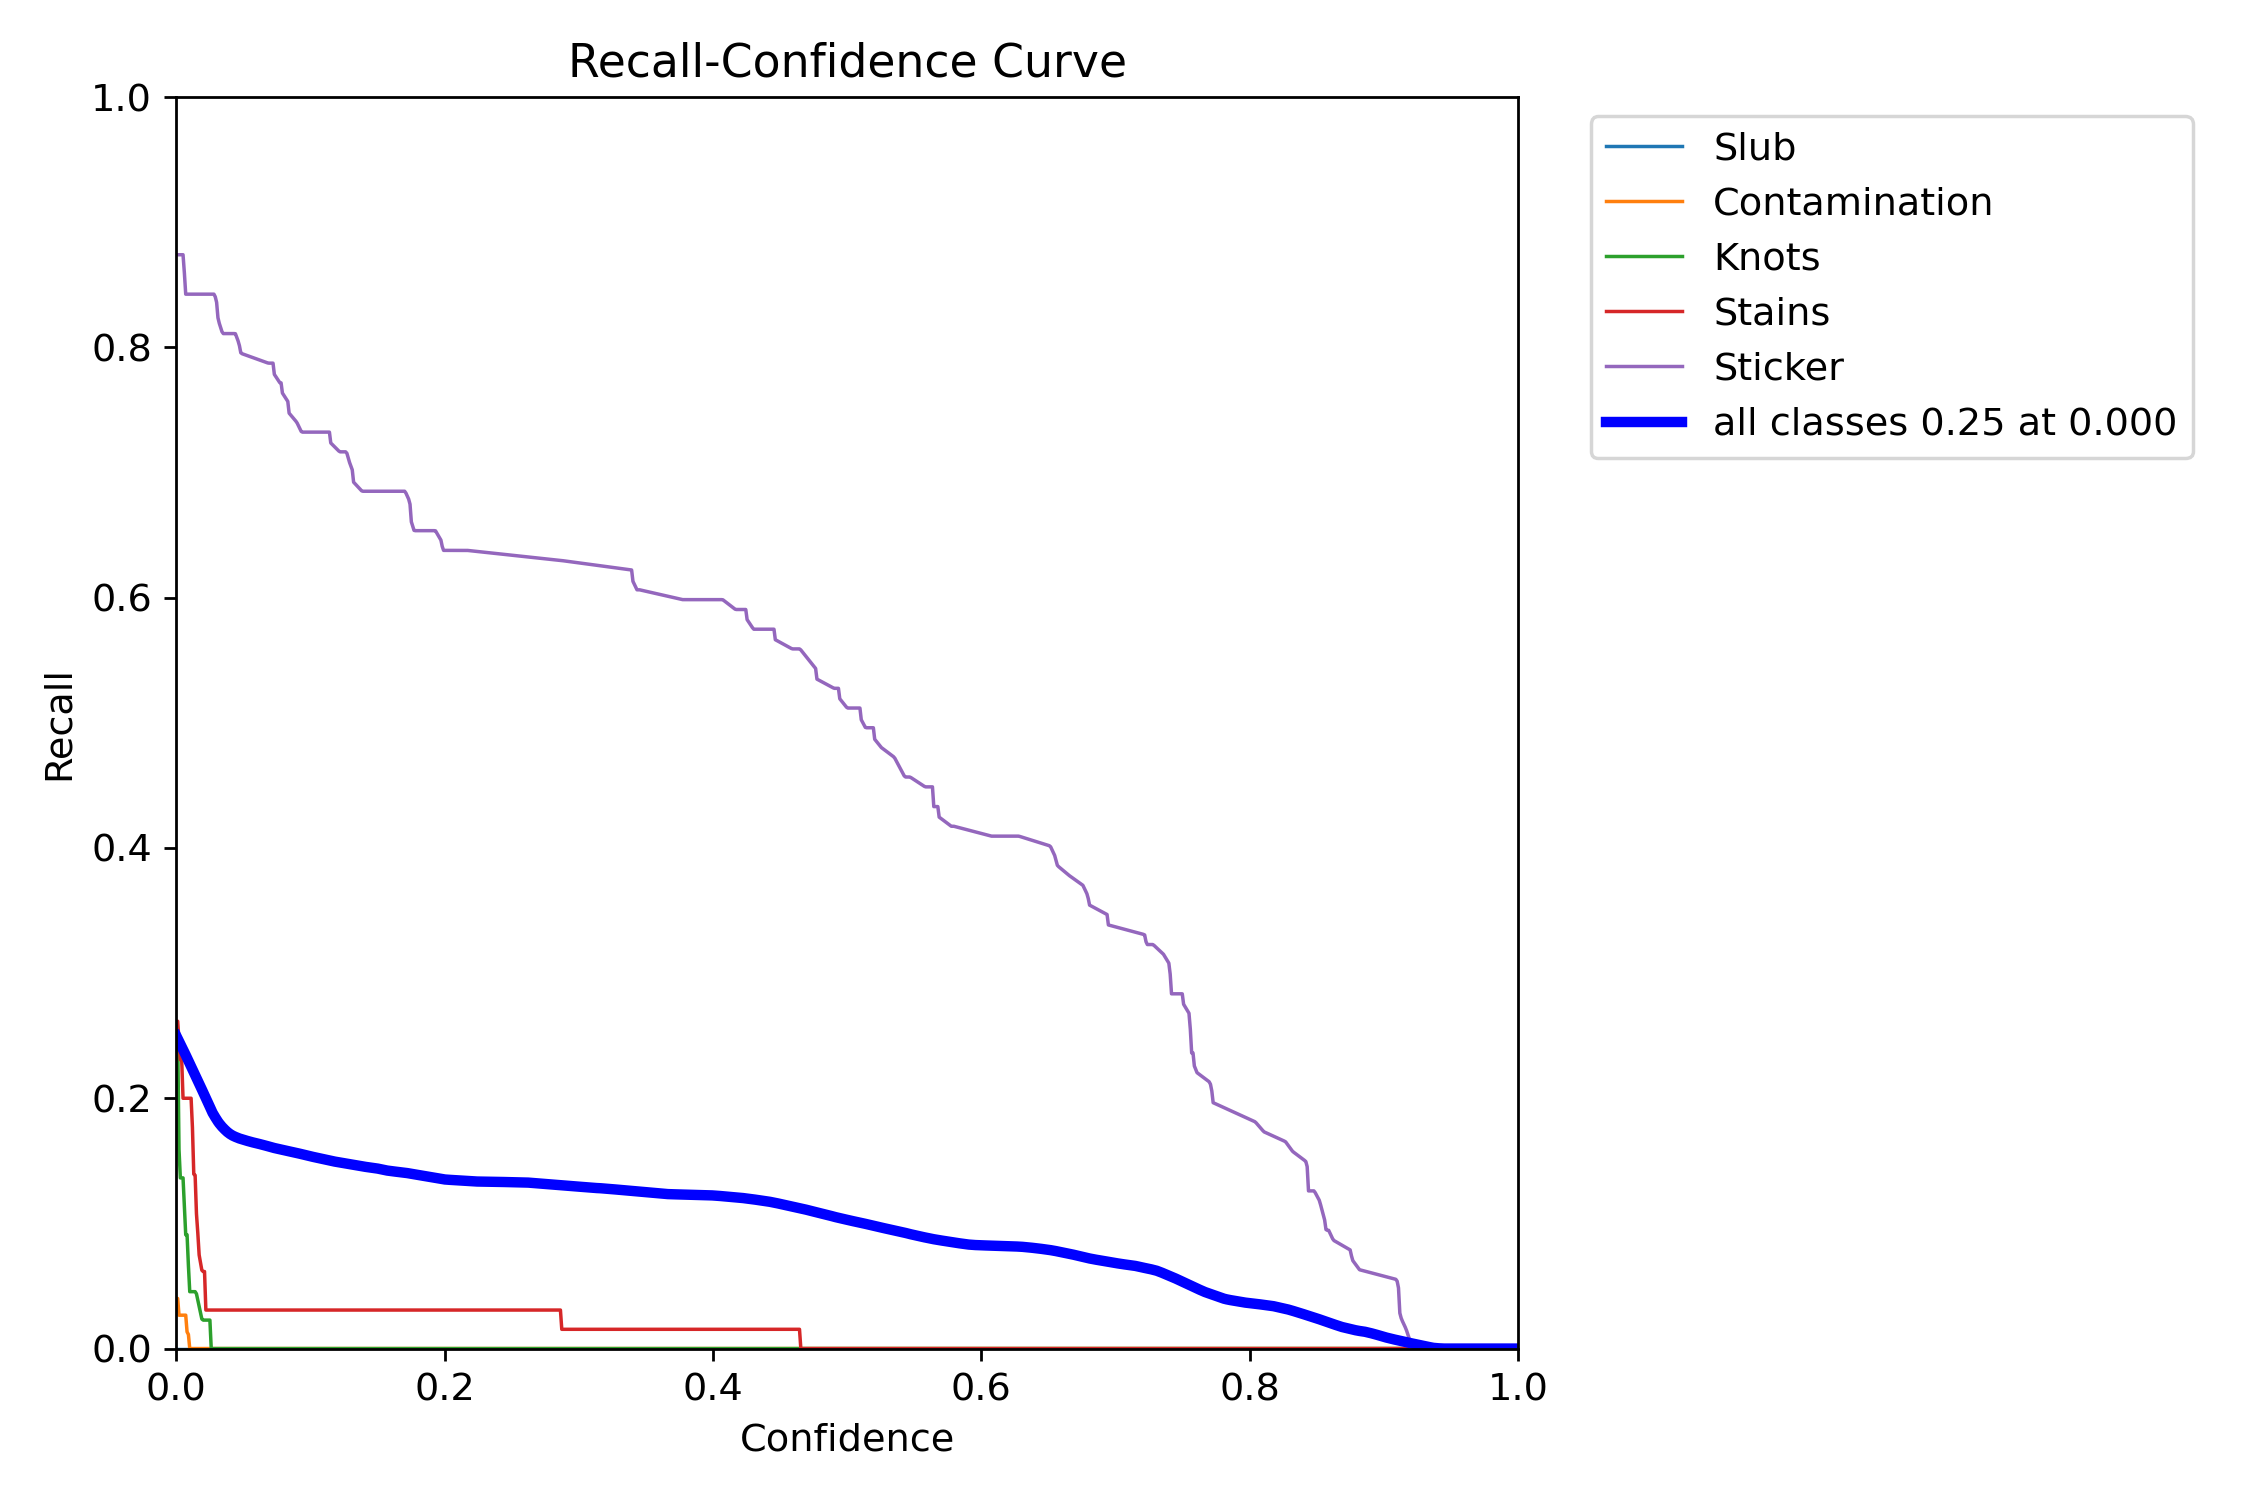 Recall-Confidence Curve
1.0
0.8
0.6
0.4
0.2
0.0
Recall
0.0 0.2 0.4 0.6 0.8 1.0
Confidence
Slub
Contamination
Knots
Stains
Sticker
all classes 0.25 at 0.000